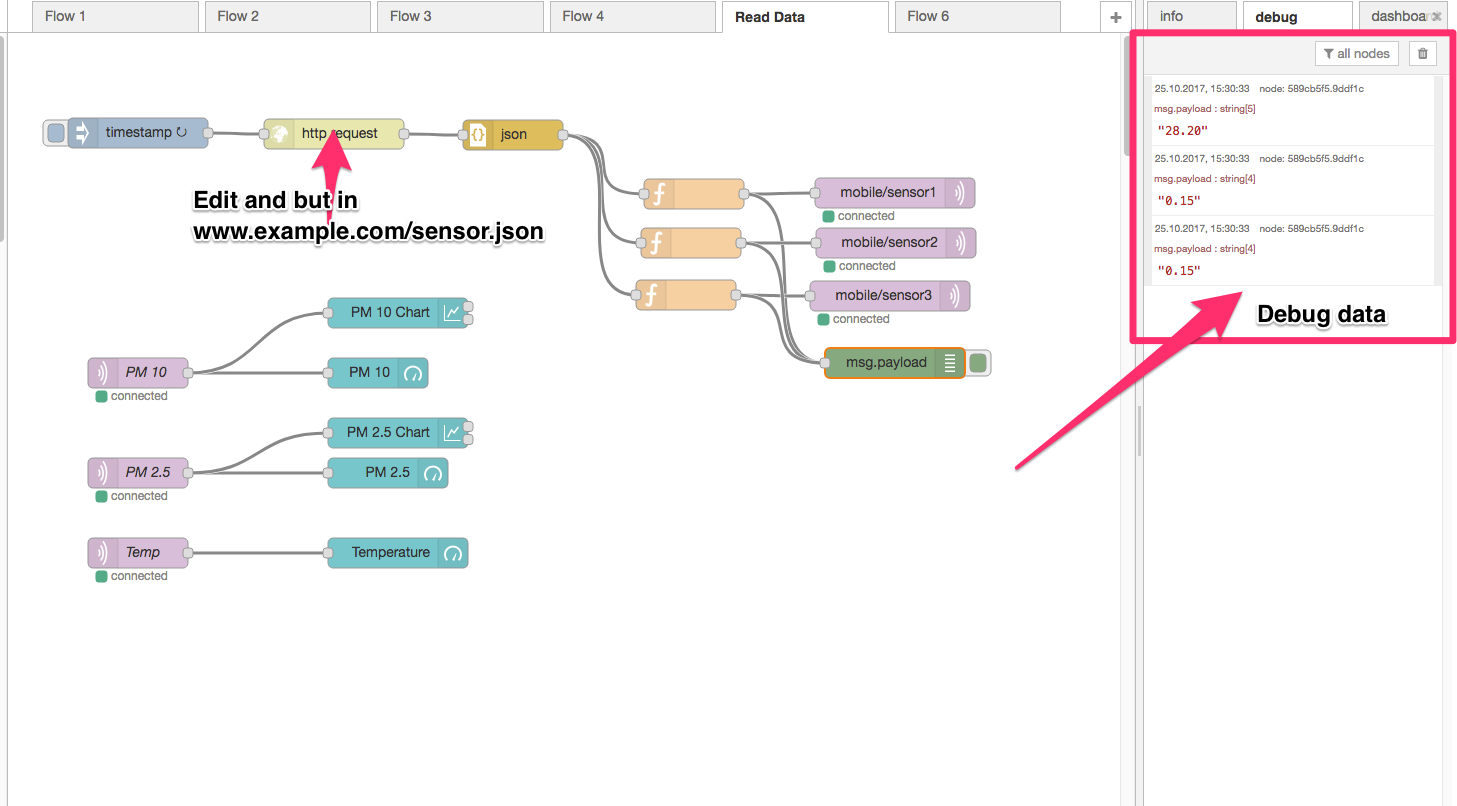 Flow 1
Flow 2
Flow 3
Flow 4
Read Data
Flow 6
+
info
debug
dashboard
all nodes
25.10.2017, 15:30:33 node: 589cb5f5.9ddf1c
msg.payload : string[5]
"28.20"
25.10.2017, 15:30:33 node: 589cb5f5.9ddf1c
msg.payload : string[4]
"0.15"
25.10.2017, 15:30:33 node: 589cb5f5.9ddf1c
msg.payload : string[4]
"0.15"
Debug data
timestamp ↻
http request
{} json
Edit and but in
www.example.com/sensor.json
f
mobile/sensor1
connected
f
mobile/sensor2
connected
f
mobile/sensor3
connected
msg.payload
PM 10 Chart
PM 10
connected
PM 10
PM 2.5 Chart
PM 2.5
connected
PM 2.5
Temp
connected
Temperature